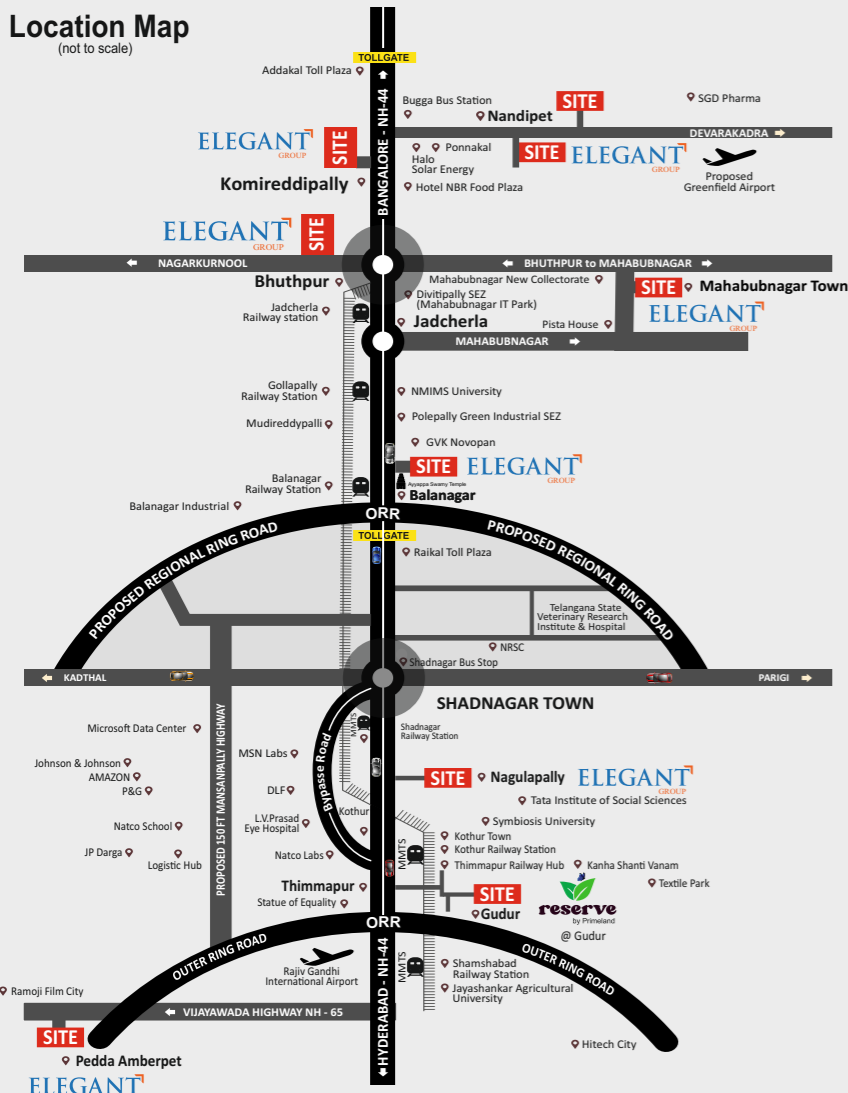 Location Map
(not to scale)
TOLLGATE
Addakal Toll Plaza
BANGALORE - NH-44
Bugga Bus Station
Nandipet
SITE
SGD Pharma
DEVARAKADRA
ELEGANT
GROUP
SITE
Komireddipally
Halo
Solar Energy
Ponnakal
SITE
ELEGANT
GROUP
Proposed
Greenfield Airport
Hotel NBR Food Plaza
ELEGANT
GROUP
SITE
NAGARKURNOOL
BHUTHPUR to MAHABUBNAGAR
Bhuthpur
Mahabubnagar New Collectorate
SITE
Mahabubnagar Town
ELEGANT
GROUP
Divitipally SEZ
(Mahabubnagar IT Park)
Jadcherla
Railway station
Jadcherla
Pista House
MAHABUBNAGAR
Gollapally
Railway Station
NMIMS University
Mudireddypalli
Polepally Green Industrial SEZ
GVK Novopan
SITE
ELEGANT
GROUP
Balanagar
Railway Station
Ayyappa Swamy Temple
Balanagar
Balanagar Industrial
ORR
PROPOSED REGIONAL RING ROAD
PROPOSED REGIONAL RING ROAD
TOLLGATE
Raikal Toll Plaza
Telangana State
Veterinary Research
Institute & Hospital
NRSC
Shadnagar Bus Stop
KADTHAL
PARIGI
SHADNAGAR TOWN
MMTS
Shadnagar
Railway Station
PROPOSED 150 FT MANSANPALLY HIGHWAY
Bypasse Road
Microsoft Data Center
MSN Labs
Johnson & Johnson
AMAZON
P&G
DLF
SITE
Nagulapally
ELEGANT
GROUP
Tata Institute of Social Sciences
Kothur
L.V.Prasad
Eye Hospital
Natco School
Symbiosis University
Kothur Town
Kothur Railway Station
MMTS
JP Darga
Logistic Hub
Natco Labs
Thimmapur Railway Hub
Kanha Shanti Vanam
Textile Park
Thimmapur
Statue of Equality
SITE
Gudur
reserve
by Primeland
@ Gudur
ORR
OUTER RING ROAD
OUTER RING ROAD
HYDERABAD - NH-44
Rajiv Gandhi
International Airport
MMTS
Shamshabad
Railway Station
Jayashankar Agricultural
University
Ramoji Film City
VIJAYAWADA HIGHWAY NH - 65
SITE
Pedda Amberpet
Hitech City
ELEGANT